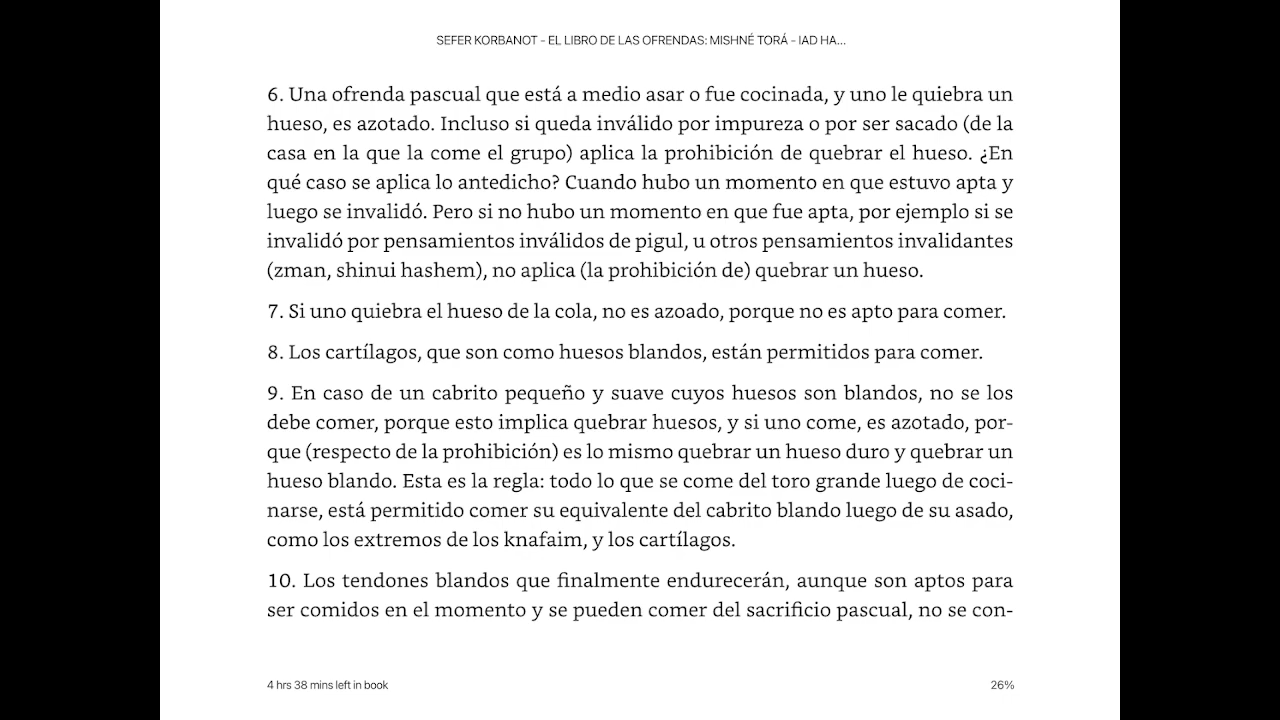 SEFER KORBANOT - EL LIBRO DE LAS OFRENDAS: MISHNÉ TORÁ - IAD HA...
6. Una ofrenda pascual que está a medio asar o fue cocinada, y uno le quiebra un
hueso, es azotado. Incluso si queda inválido por impureza o por ser sacado (de la
casa en la que la come el grupo) aplica la prohibición de quebrar el hueso. ¿En
qué caso se aplica lo antedicho? Cuando hubo un momento en que estuvo apta y
luego se invalidó. Pero si no hubo un momento en que fue apta, por ejemplo si se
invalidó por pensamientos inválidos de pigul, u otros pensamientos invalidantes
(zman, shinui hashem), no aplica (la prohibición de) quebrar un hueso.
7. Si uno quiebra el hueso de la cola, no es azoado, porque no es apto para comer.
8. Los cartílagos, que son como huesos blandos, están permitidos para comer.
9. En caso de un cabrito pequeño y suave cuyos huesos son blandos, no se los
debe comer, porque esto implica quebrar huesos, y si uno come, es azotado, por-
que (respecto de la prohibición) es lo mismo quebrar un hueso duro y quebrar un
hueso blando. Esta es la regla: todo lo que se come del toro grande luego de coci-
narse, está permitido comer su equivalente del cabrito blando luego de su asado,
como los extremos de los knafaim, y los cartílagos.
10. Los tendones blandos que finalmente endurecerán, aunque son aptos para
ser comidos en el momento y se pueden comer del sacrificio pascual, no se con-
4 hrs 38 mins left in book
26%